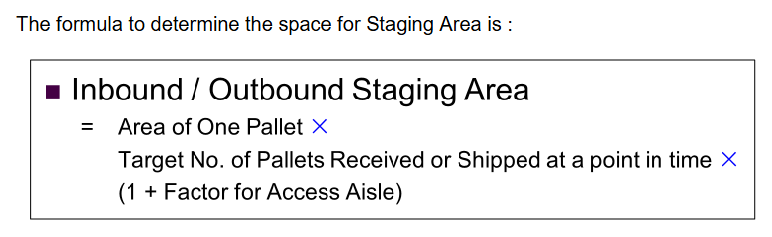 The formula to determine the space for Staging Area is :
■ Inbound / Outbound Staging Area
= Area of One Pallet ×
Target No. of Pallets Received or Shipped at a point in time ×
(1 + Factor for Access Aisle)